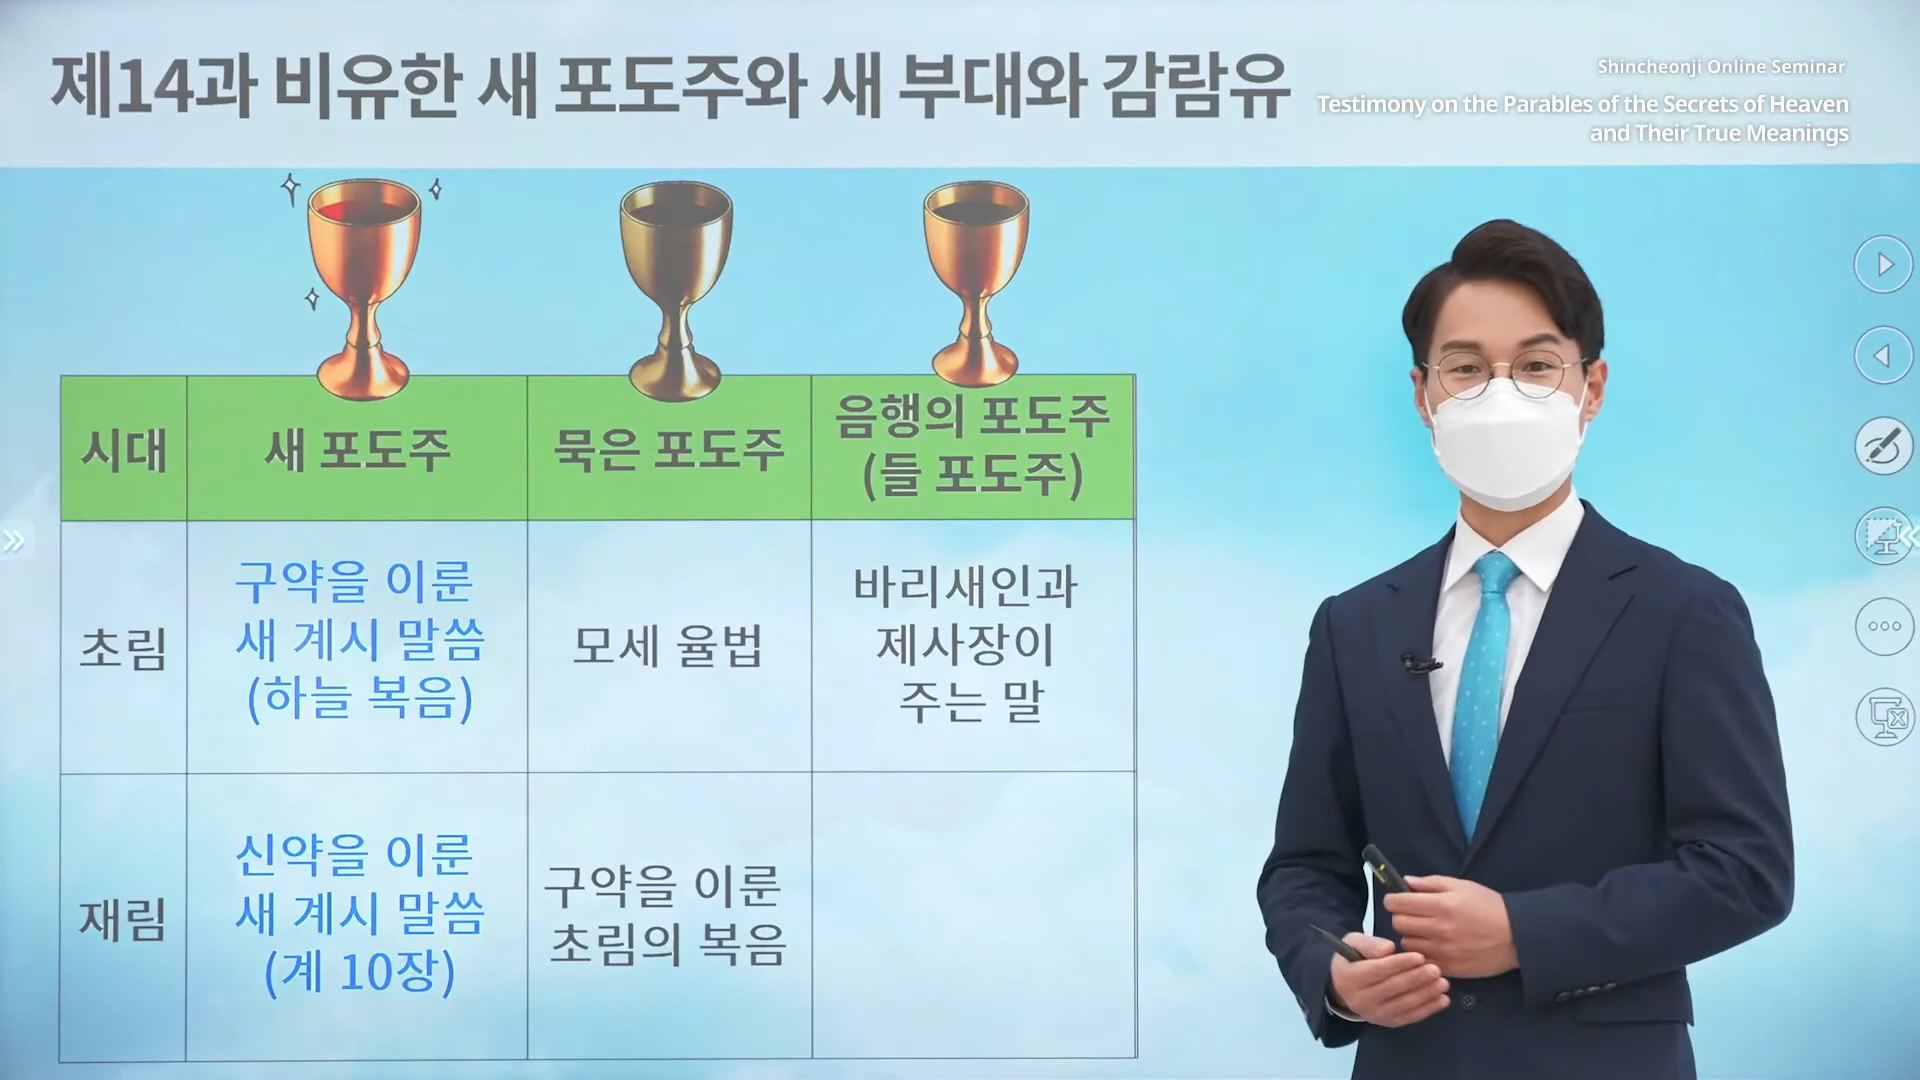 제14과 비유한 새 포도주와 새 부대와 감람유
Shincheonji Online Seminar
Testimony on the Parables of the Secrets of Heaven
and Their True Meanings
시대
새 포도주
묵은 포도주
음행의 포도주
(들 포도주)
초림
구약을 이룬
새 계시 말씀
(하늘 복음)
모세 율법
바리새인과
제사장이
주는 말
재림
신약을 이룬
새 계시 말씀
(계 10장)
구약을 이룬
초림의 복음